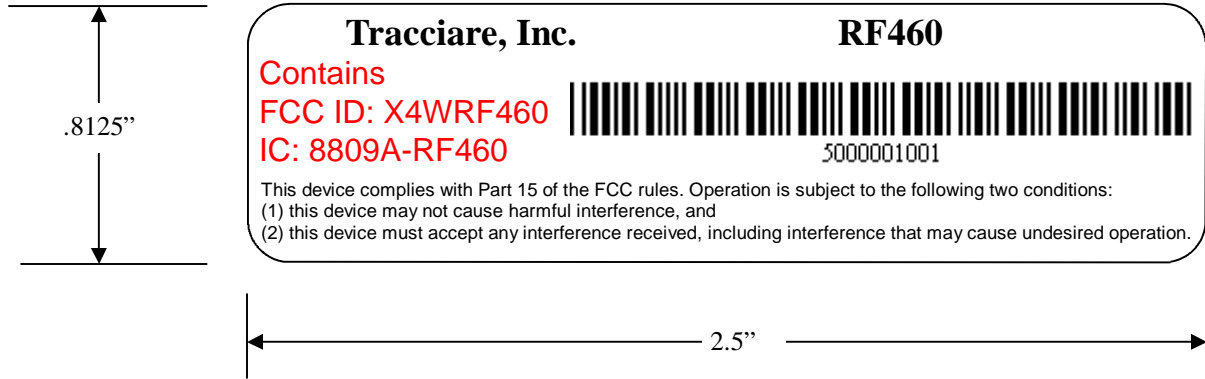 Tracciare, Inc. RF460
Contains
FCC ID: X4WRF460
IC: 8809A-RF460
5000001001
.8125”
This device complies with Part 15 of the FCC rules. Operation is subject to the following two conditions:
(1) this device may not cause harmful interference, and
(2) this device must accept any interference received, including interference that may cause undesired operation.
2.5”